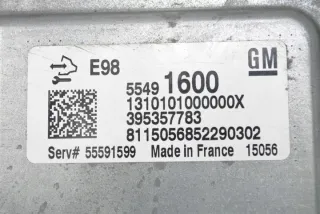 E98
GM
5549 1600
1310101000000X
395357783
8115056852290302
Serv# 55591599 Made in France 15056